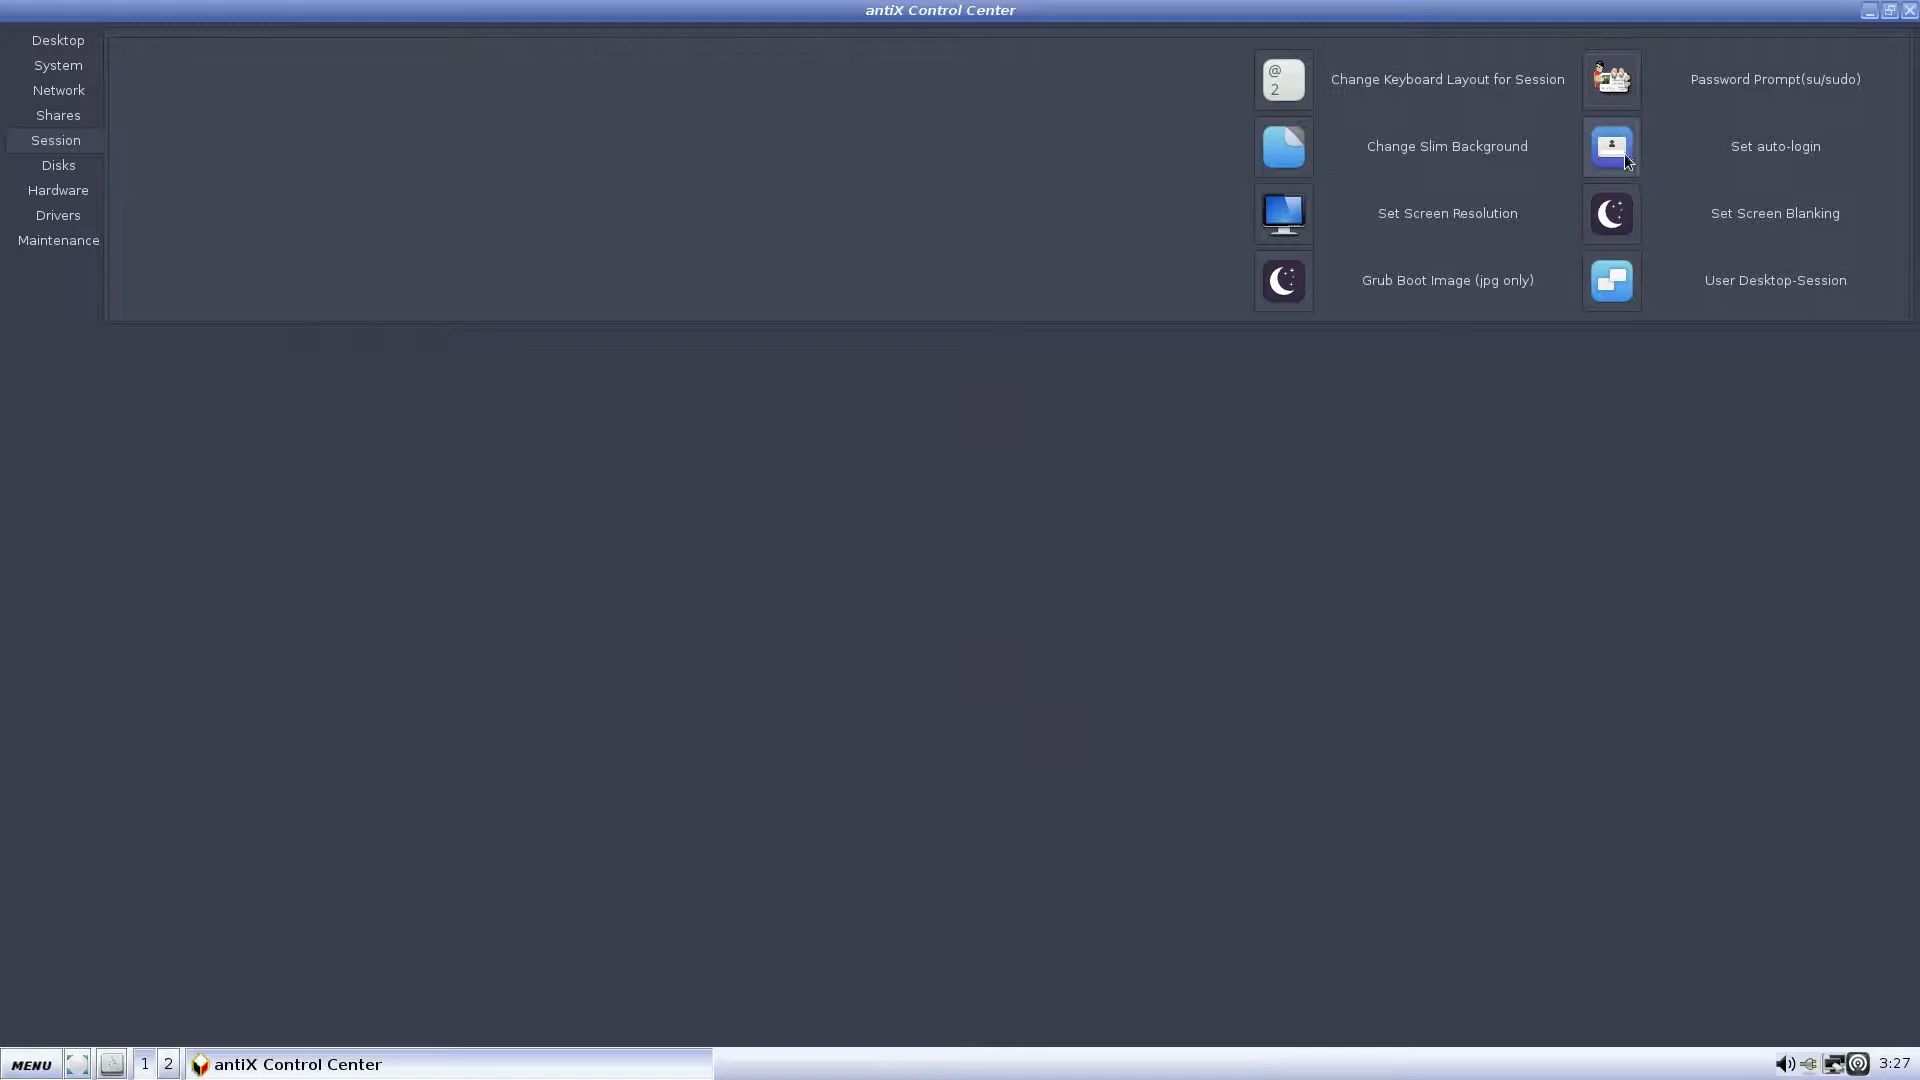 antiX Control Center
Desktop
System
Network
Shares
Session
Disks
Hardware
Drivers
Maintenance
@
2
Change Keyboard Layout for Session
Password Prompt(su/sudo)
Change Slim Background
Set auto-login
Set Screen Resolution
Set Screen Blanking
Grub Boot Image (jpg only)
User Desktop-Session
MENU
1
2
antiX Control Center
3:27